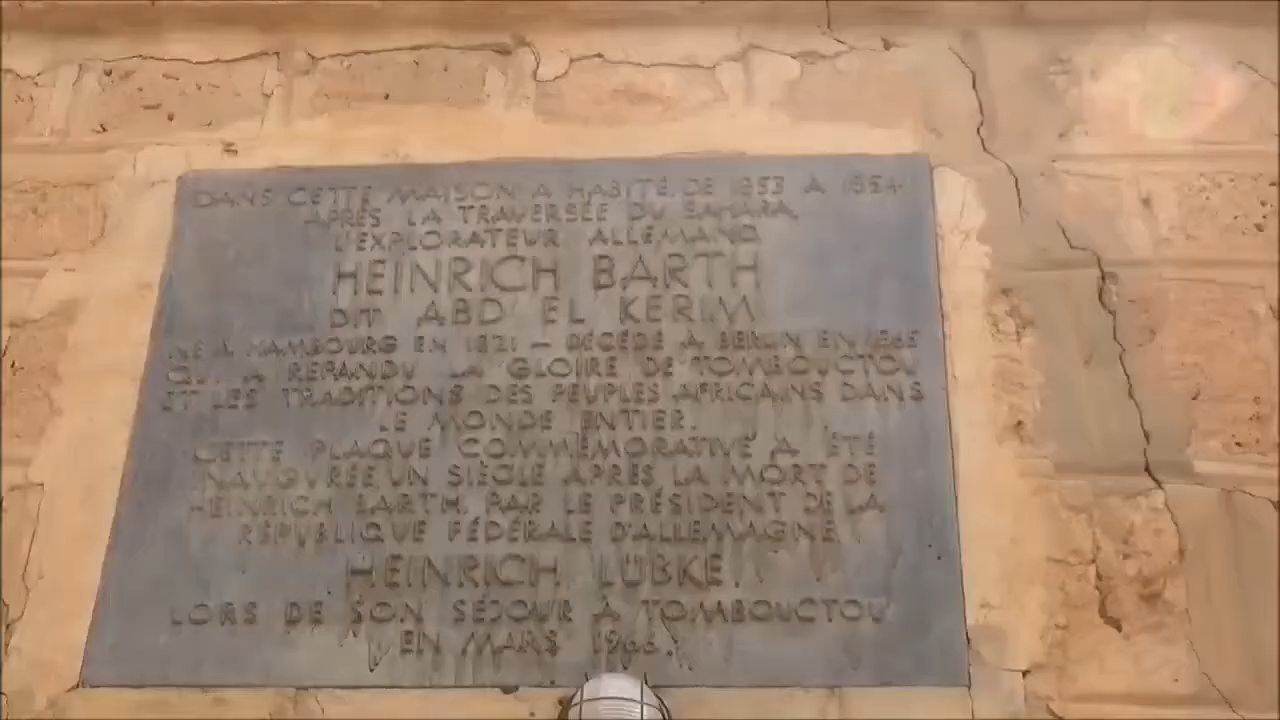 DANS CETTE MAISON A HABITÉ DE 1853 A 1854
APRÈS LA TRAVERSÉE DU SAHARA,
L'EXPLORATEUR ALLEMAND
HEINRICH BARTH
DIT ABD EL KERIM
NÉ A HAMBOURG EN 1821 — DÉCÉDÉ A BERLIN EN 1865
QUI A RÉPANDU LA GLOIRE DE TOMBOUCTOU
ET LES TRADITIONS DES PEUPLES AFRICAINS DANS
LE MONDE ENTIER.
CETTE PLAQUE COMMÉMORATIVE A ÉTÉ
INAUGURÉE UN SIÈCLE APRÈS LA MORT DE
HEINRICH BARTH, PAR LE PRÉSIDENT DE LA
RÉPUBLIQUE FÉDÉRALE D'ALLEMAGNE
HEINRICH LÜBKE
LORS DE SON SÉJOUR À TOMBOUCTOU
EN MARS 1966.